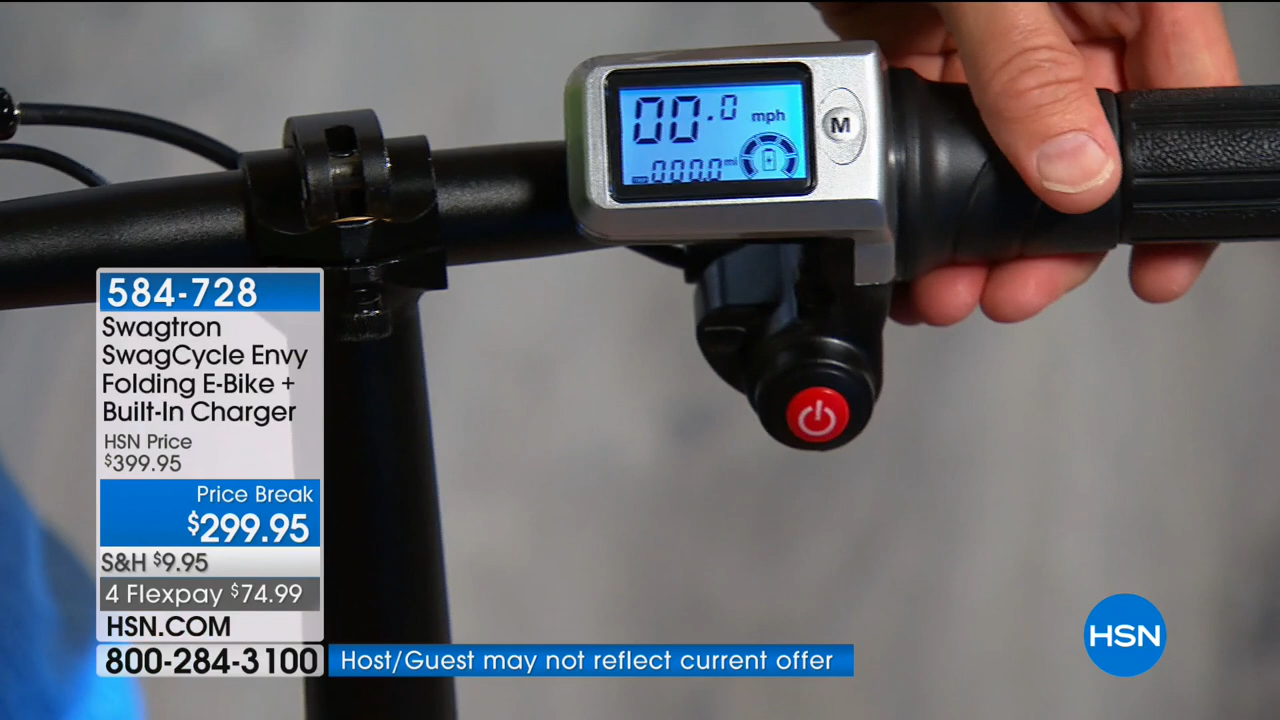 00.0 mph
0000 mi
M
584-728
Swagtron
SwagCycle Envy
Folding E-Bike +
Built-In Charger
HSN Price
$399.95
Price Break
$299.95
S&H $9.95
4 Flexpay $74.99
HSN.COM
800-284-3100
Host/Guest may not reflect current offer
HSN